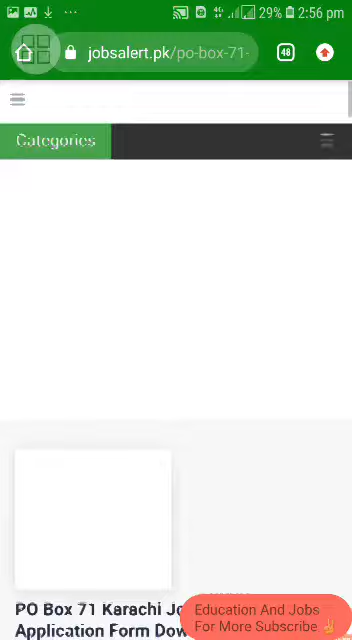 29% 2:56 pm
jobsalert.pk/po-box-71-
48
Categories
PO Box 71 Karachi Jo
Application Form Dow
Education And Jobs
For More Subscribe